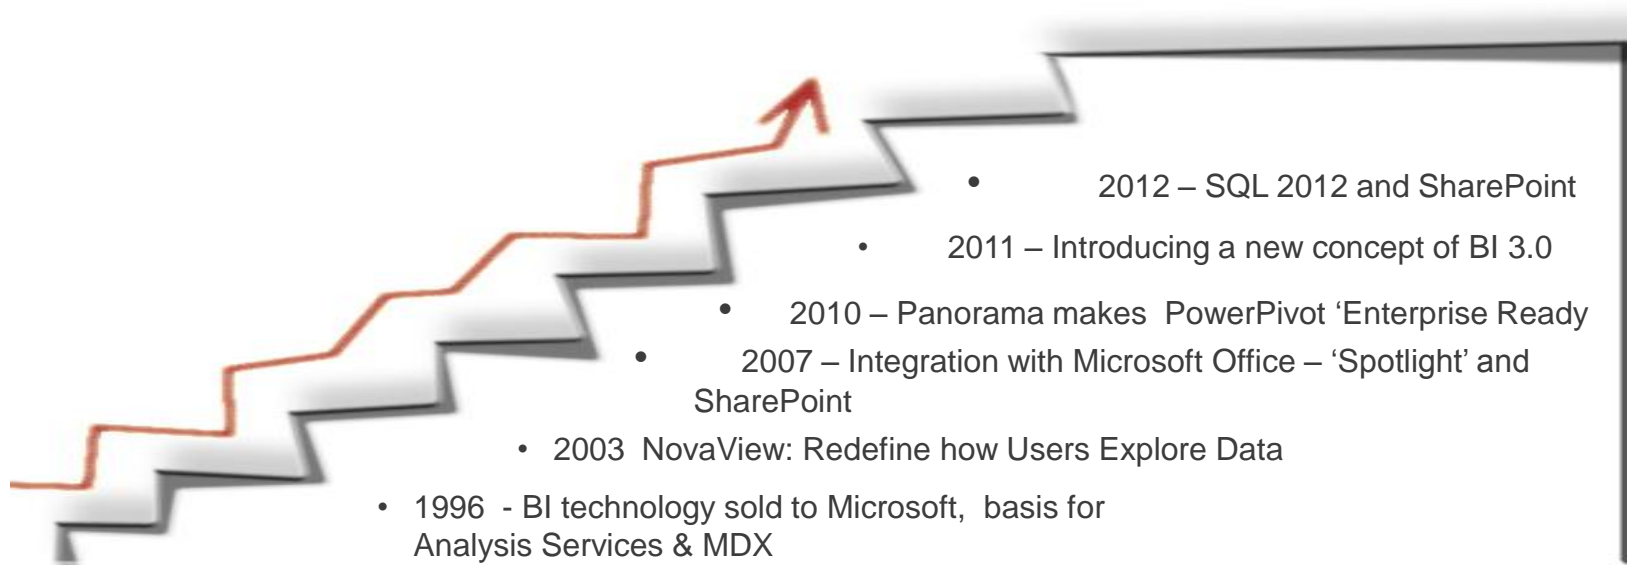 • 2012 – SQL 2012 and SharePoint
• 2011 – Introducing a new concept of BI 3.0
• 2010 – Panorama makes  PowerPivot ‘Enterprise Ready
• 2007 – Integration with Microsoft Office – ‘Spotlight’ and
SharePoint
• 2003  NovaView: Redefine how Users Explore Data
• 1996  - BI technology sold to Microsoft,  basis for
Analysis Services & MDX